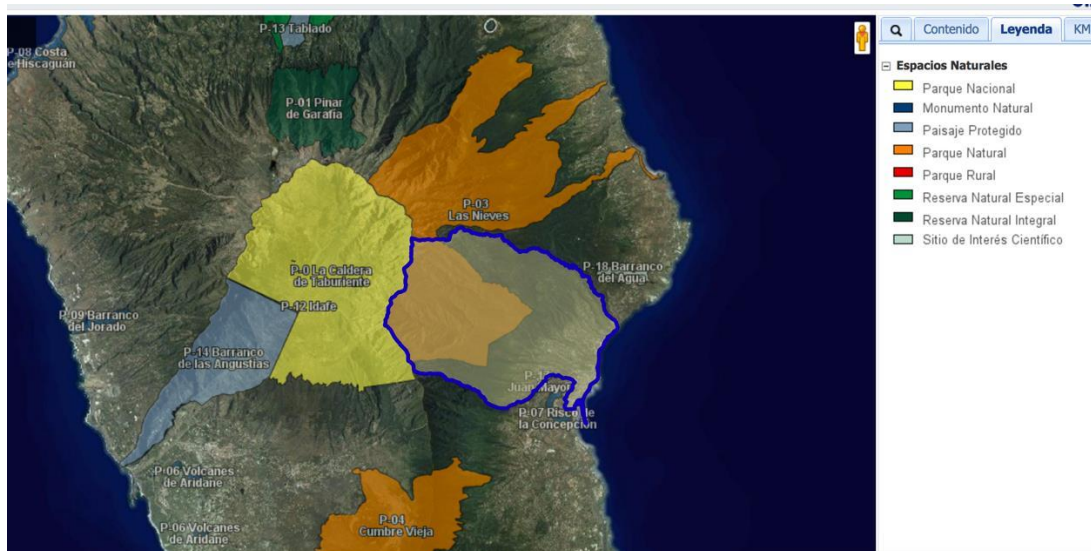 Contenido
Leyenda
KM
Espacios Naturales
Parque Nacional
Monumento Natural
Paisaje Protegido
Parque Natural
Parque Rural
Reserva Natural Especial
Reserva Natural Integral
Sitio de Interés Científico
P-13 Tablado
P-08 Costa
e Hiscaguán
P-01 Pinar
de Garafía
P-03
Las Nieves
P-18 Barranco
del Agua
P-0 La Caldera
de Taburiente
P-12 Idafe
P-09 Barranco
del Jorado
P-14 Barranco
de las Angustias
Juan Mayor
P-07 Risco de
la Concepción
P-06 Volcanes
de Aridane
P-04
Cumbre Vieja
P-06 Volcanes
de Aridane